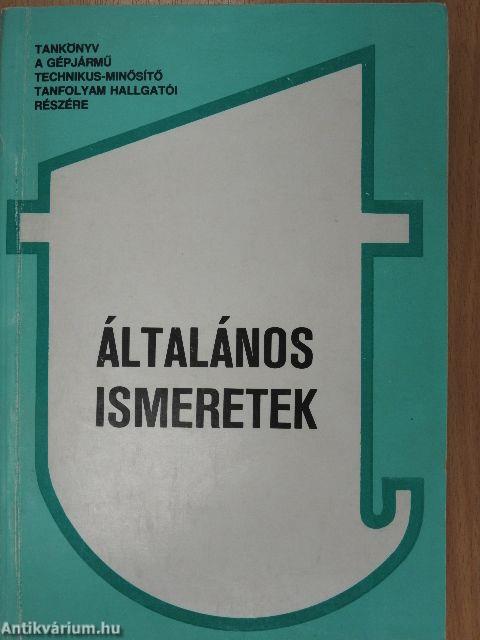 TANKÖNYV
A GÉPJÁRMŰ
TECHNIKUS-MINŐSÍTŐ
TANFOLYAM HALLGATÓI
RÉSZÉRE
ÁLTALÁNOS
ISMERETEK
Antikvárium.hu